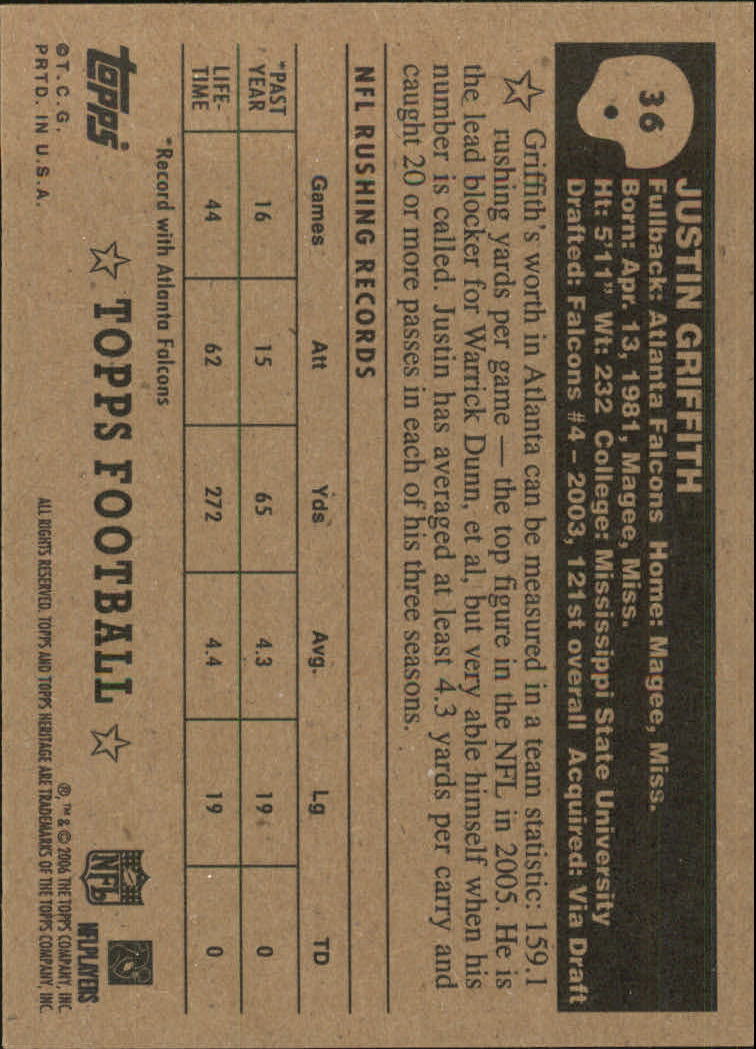 36
JUSTIN GRIFFITH
Fullback: Atlanta Falcons Home: Magee, Miss.
Born: Apr. 13, 1981, Magee, Miss.
Ht: 5'11" Wt: 232 College: Mississippi State University
Drafted: Falcons #4 - 2003, 121st overall Acquired: Via Draft
Griffith's worth in Atlanta can be measured in a team statistic: 159.1
rushing yards per game — the top figure in the NFL in 2005. He is
the lead blocker for Warrick Dunn, et al, but very able himself when his
number is called. Justin has averaged at least 4.3 yards per carry and
caught 20 or more passes in each of his three seasons.
NFL RUSHING RECORDS
Games Att Yds Avg. Lg TD
*PAST
YEAR 16 15 65 4.3 19 0
LIFE-
TIME 44 62 272 4.4 19 0
*Record with Atlanta Falcons
topps
©T.C.G.
PRTD. IN U.S.A.
TOPPS FOOTBALL
NFL
NFLPLAYERS
®, ™ & © 2006 THE TOPPS COMPANY, INC.
ALL RIGHTS RESERVED. TOPPS AND TOPPS HERITAGE ARE TRADEMARKS OF THE TOPPS COMPANY, INC.